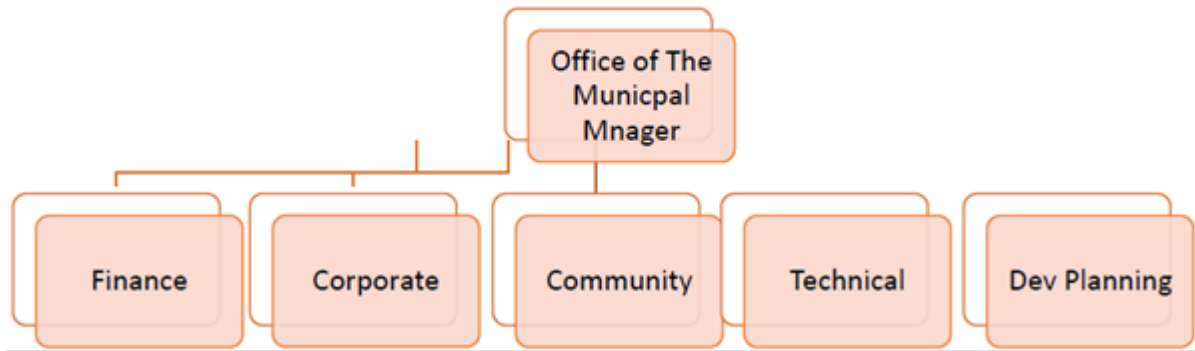 Office of The
Municpal
Mnager
Finance
Corporate
Community
Technical
Dev Planning